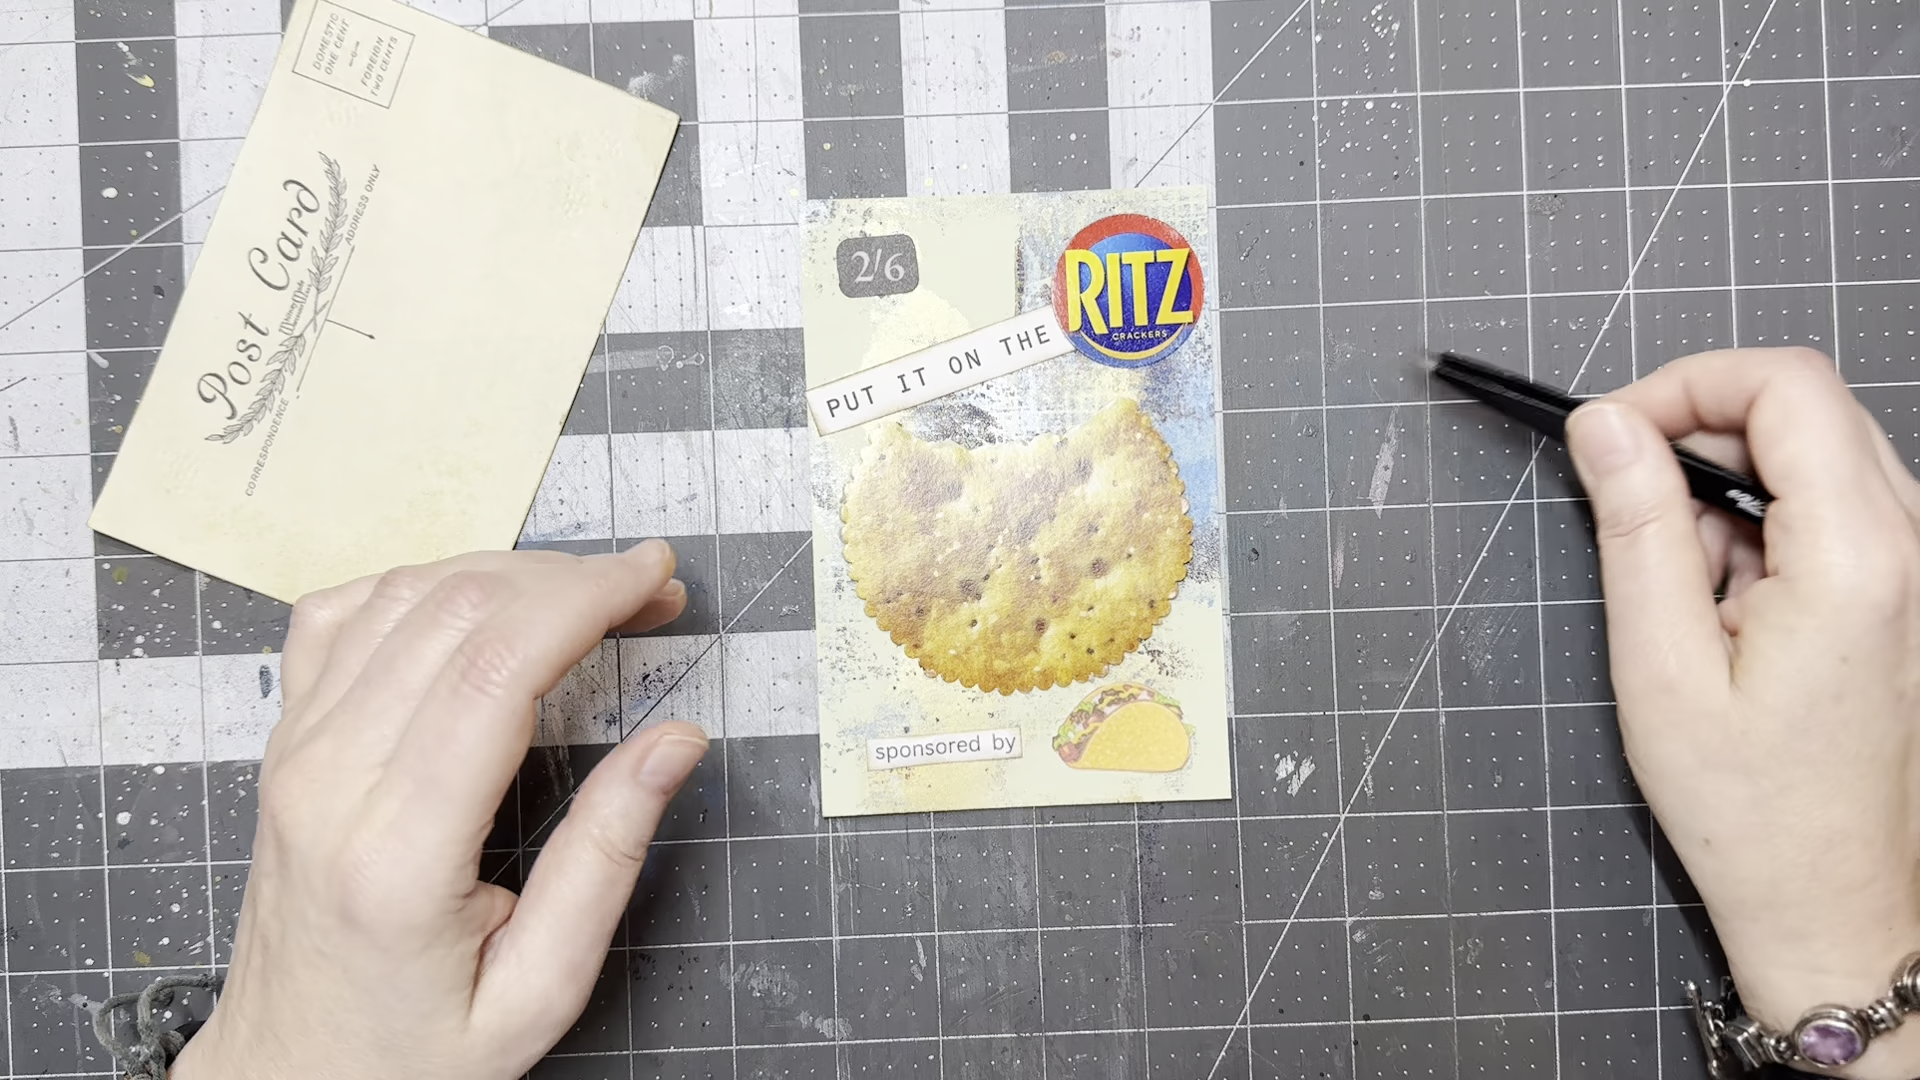 DOMESTIC
ONE CENT
FOREIGN
TWO CENTS
Post Card
CORRESPONDENCE
ADDRESS ONLY
2/6
RITZ
CRACKERS
PUT IT ON THE
sponsored by